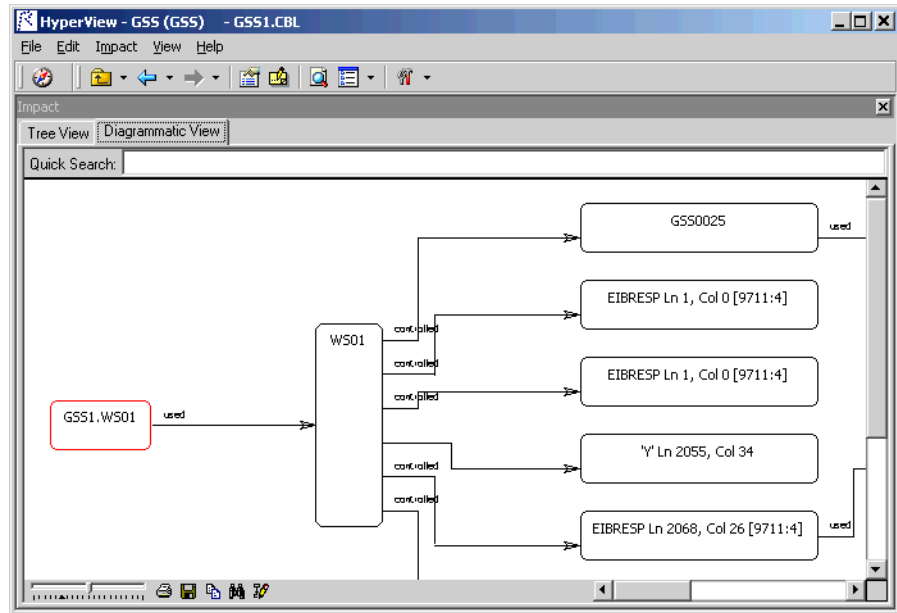 HyperView - GSS (GSS) - GSS1.CBL
File Edit Impact View Help
Impact
Tree View Diagrammatic View
Quick Search:
GSS0025
used
EIBRESP Ln 1, Col 0 [9711:4]
controlled
WS01
controlled
EIBRESP Ln 1, Col 0 [9711:4]
controlled
GSS1.WS01
used
'Y' Ln 2055, Col 34
controlled
controlled
EIBRESP Ln 2068, Col 26 [9711:4]
used